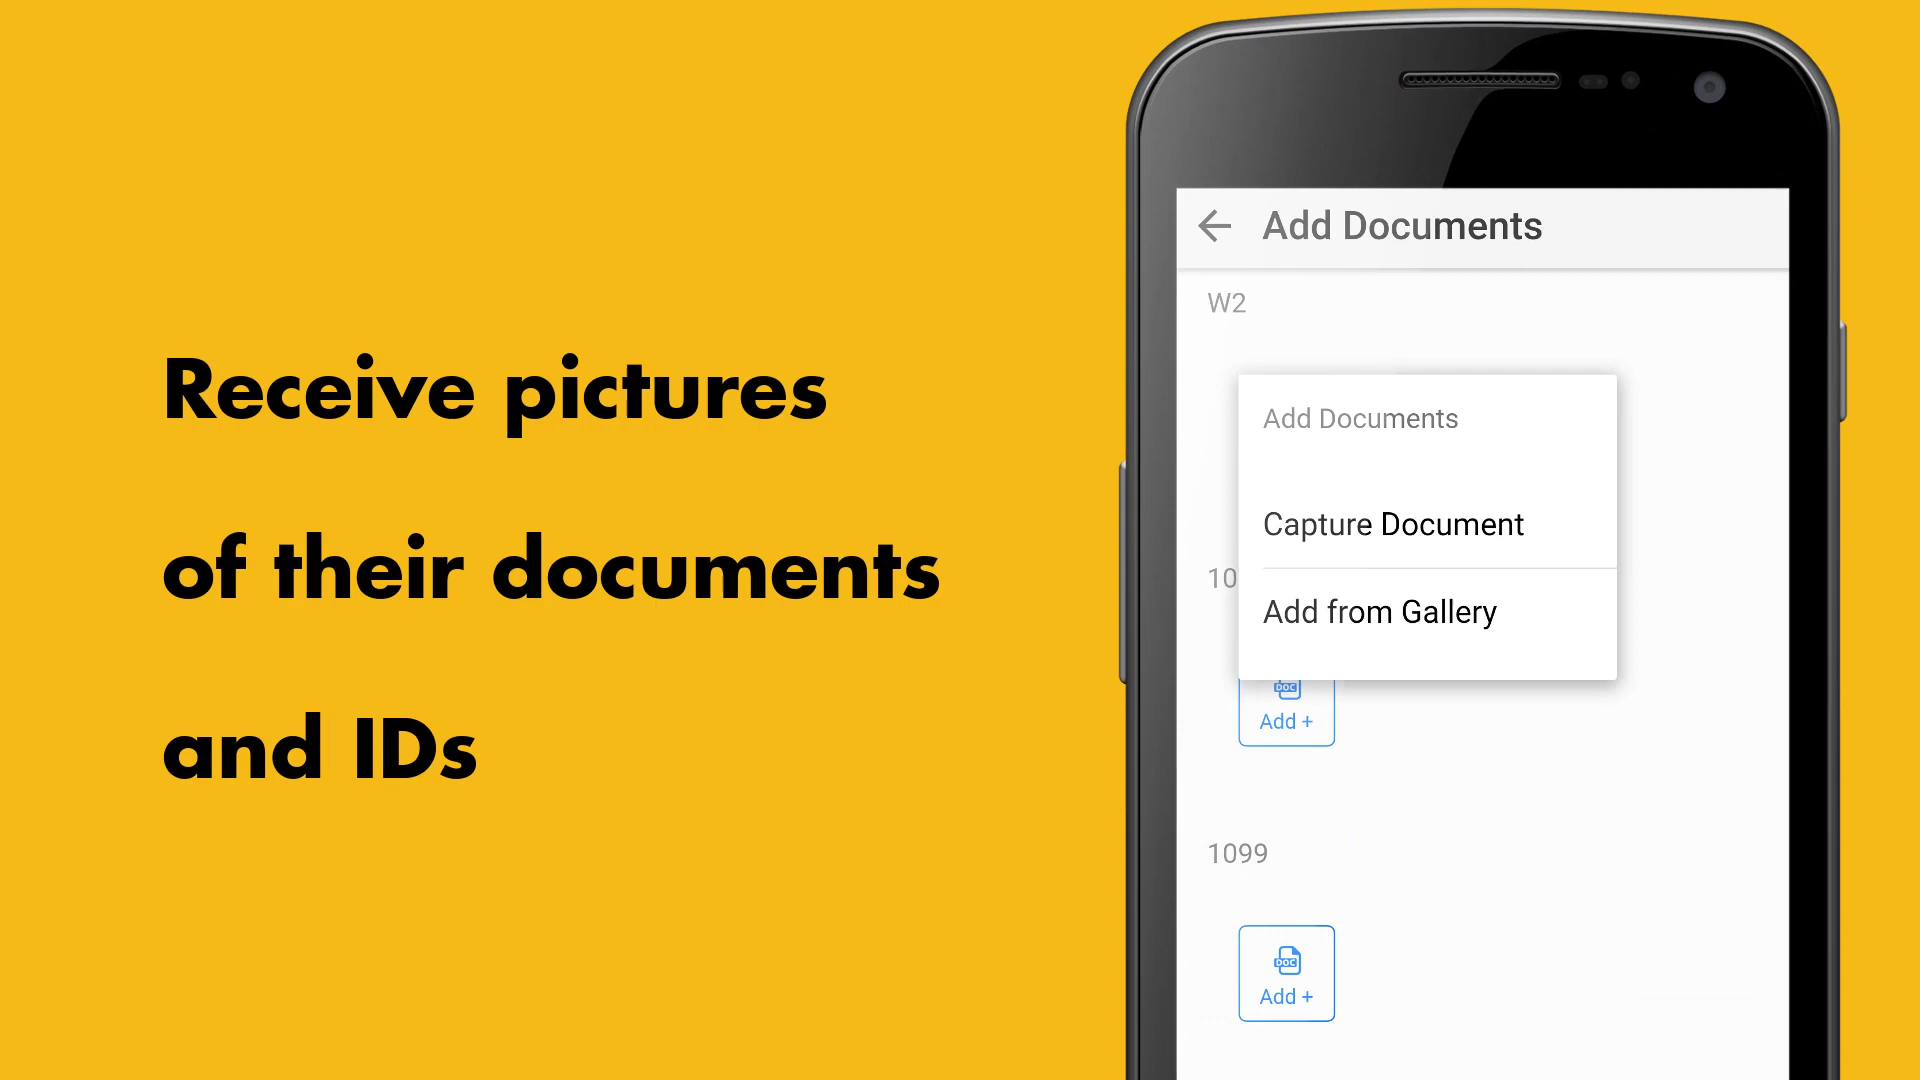 Receive pictures
of their documents
and IDs
Add Documents
W2
Add Documents
Capture Document
10
Add from Gallery
DOC
Add +
1099
DOC
Add +